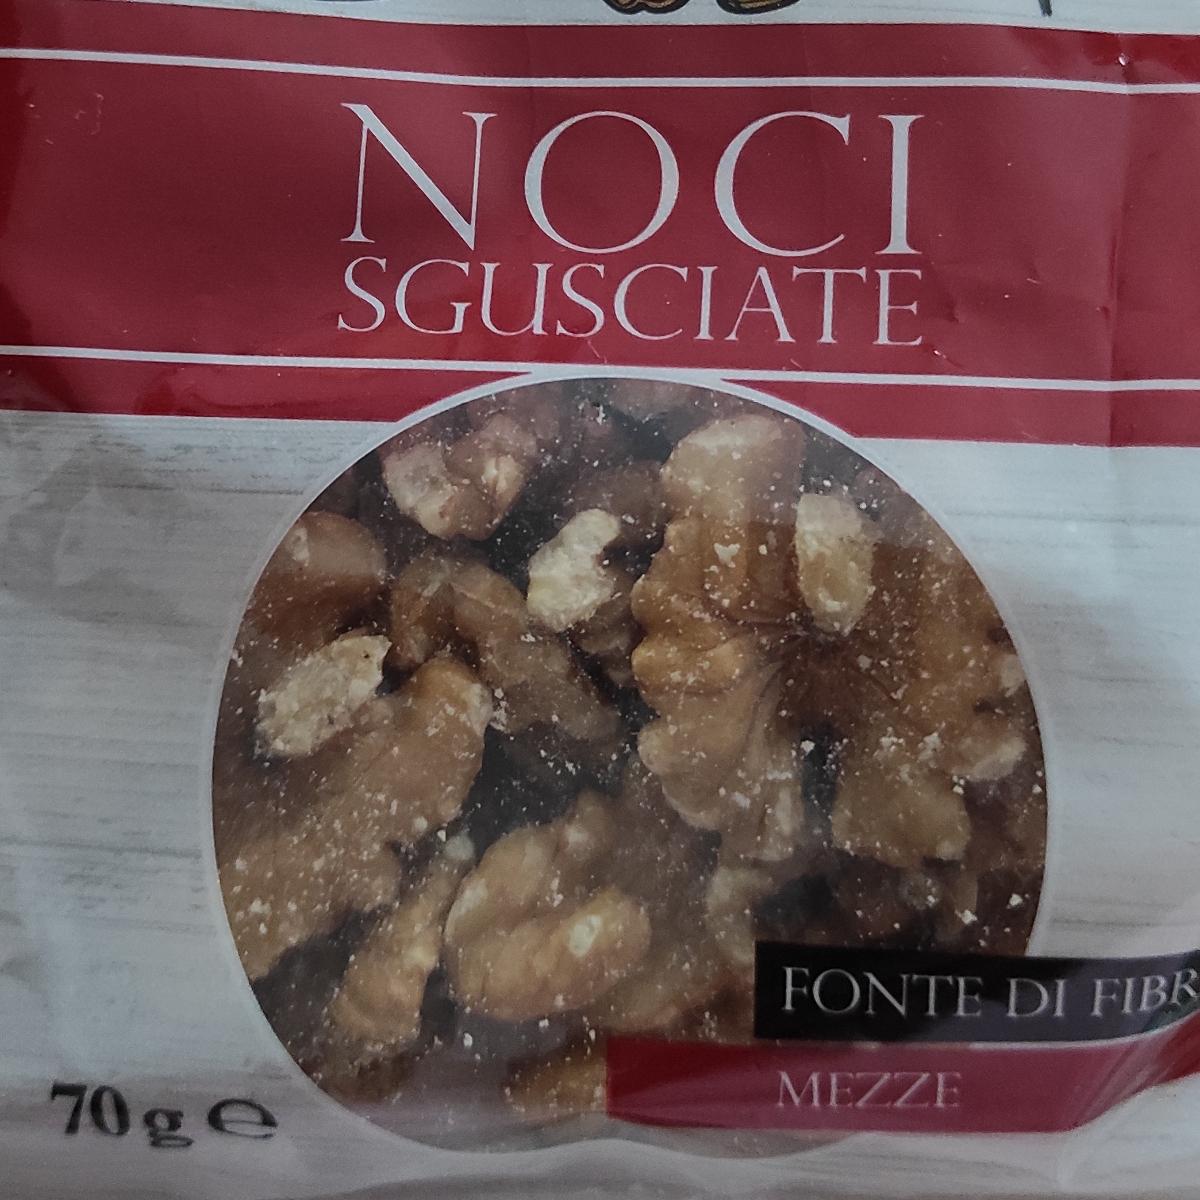 NOCI
SGUSCIATE
FONTE DI FIBR
MEZZE
70 g ℮